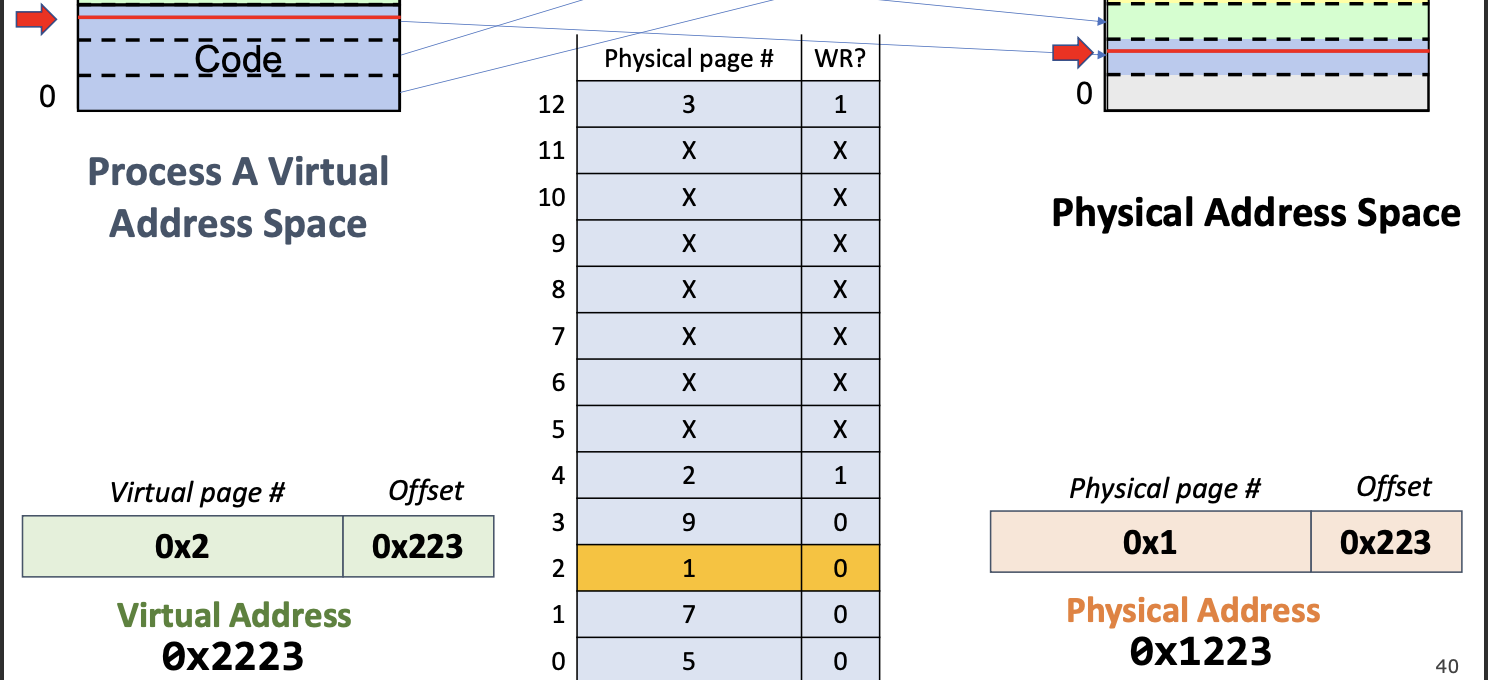 Code
0
Process A Virtual
Address Space
Physical page # WR?
12 3 1
11 X X
10 X X
9 X X
8 X X
7 X X
6 X X
5 X X
4 2 1
3 9 0
2 1 0
1 7 0
0 5 0
0
Physical Address Space
Virtual page # Offset
0x2 0x223
Virtual Address
0x2223
Physical page # Offset
0x1 0x223
Physical Address
0x1223
40